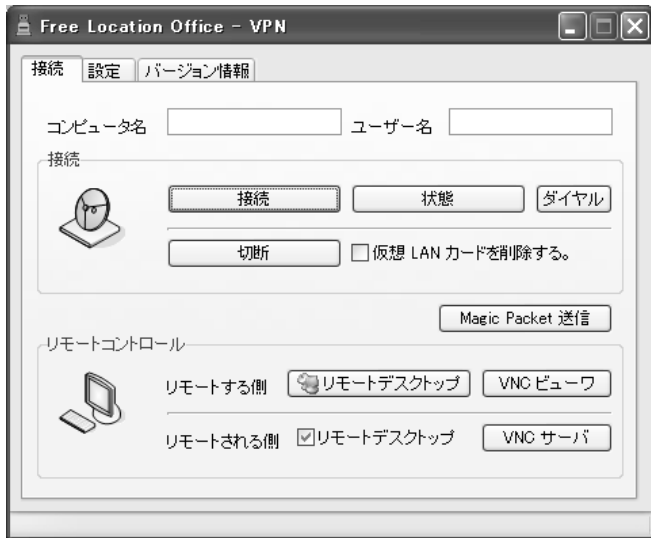 Free Location Office - VPN
接続 設定 バージョン情報
コンピュータ名 ユーザー名
接続
接続 状態 ダイヤル
切断 仮想 LAN カードを削除する。
Magic Packet 送信
リモートコントロール
リモートする側 リモートデスクトップ VNC ビューワ
リモートされる側 リモートデスクトップ VNC サーバ